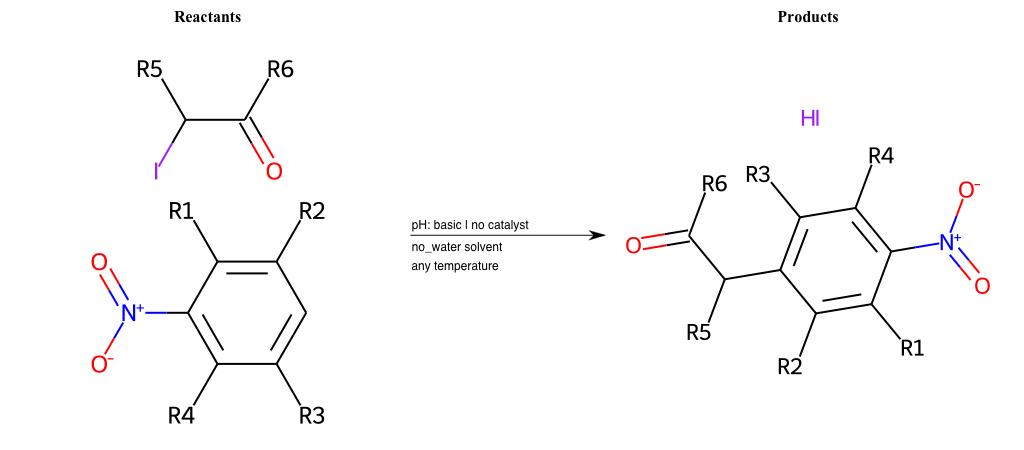 Reactants
Products
R5
R6
I
O
R1
R2
O
N+
O-
R4
R3
pH: basic | no catalyst
no_water solvent
any temperature
HI
R4
R3
R6
O-
O
N+
O
R5
R1
R2